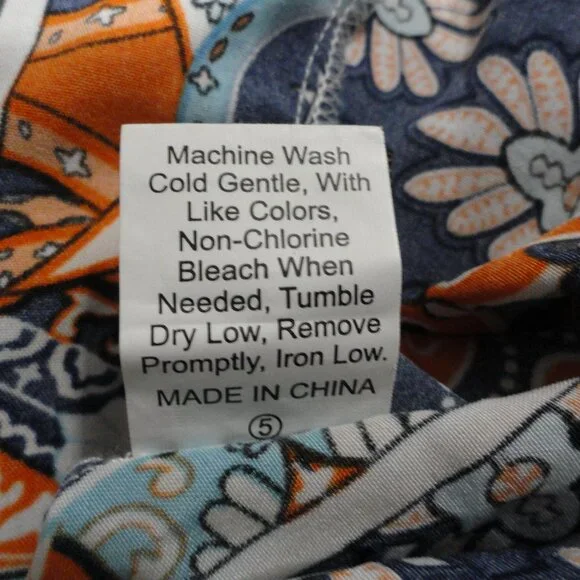 Machine Wash
Cold Gentle, With
Like Colors,
Non-Chlorine
Bleach When
Needed, Tumble
Dry Low, Remove
Promptly, Iron Low.
MADE IN CHINA
⑤